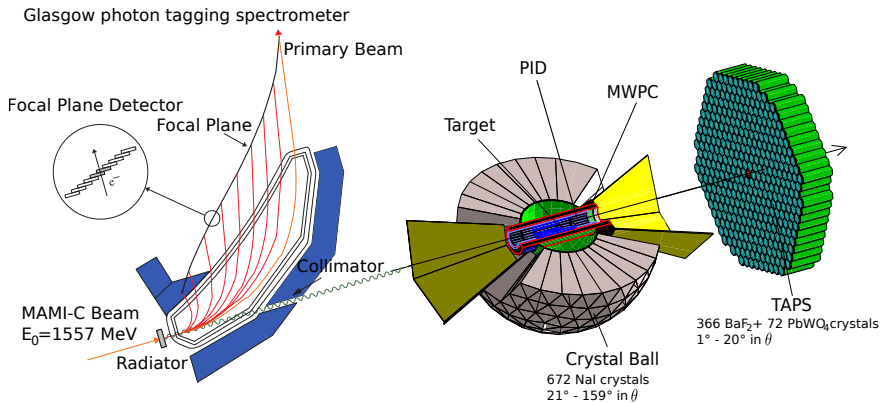 Glasgow photon tagging spectrometer
Primary Beam
Focal Plane Detector
Focal Plane
e⁻
MAMI-C Beam
E₀=1557 MeV
Radiator
Collimator
PID
MWPC
Target
Crystal Ball
672 NaI crystals
21° - 159° in θ
TAPS
366 BaF₂+ 72 PbWO₄crystals
1° - 20° in θ